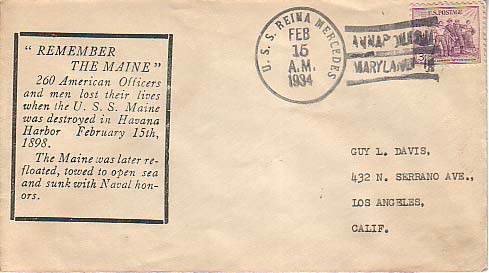 " REMEMBER
THE MAINE "
260 American Officers
and men lost their lives
when the U. S. S. Maine
was destroyed in Havana
Harbor February 15th,
1898.
The Maine was later re-
floated, towed to open sea
and sunk with Naval hon-
ors.
U. S. S. REINA MERCEDES
FEB
15
A.M.
1934
MARYLAND
U.S. POSTAGE
GUY L. DAVIS,
432 N. SERRANO AVE.,
LOS ANGELES,
CALIF.